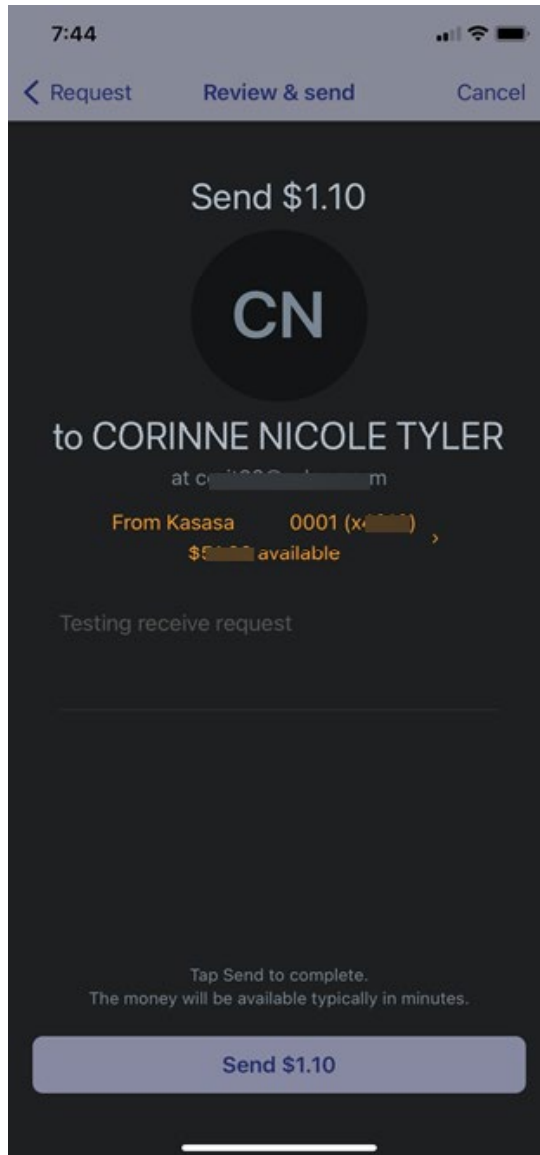 7:44
Request Review & send Cancel
Send $1.10
CN
to CORINNE NICOLE TYLER
at
From Kasasa 0001
available
Testing receive request
Tap Send to complete.
The money will be available typically in minutes.
Send $1.10